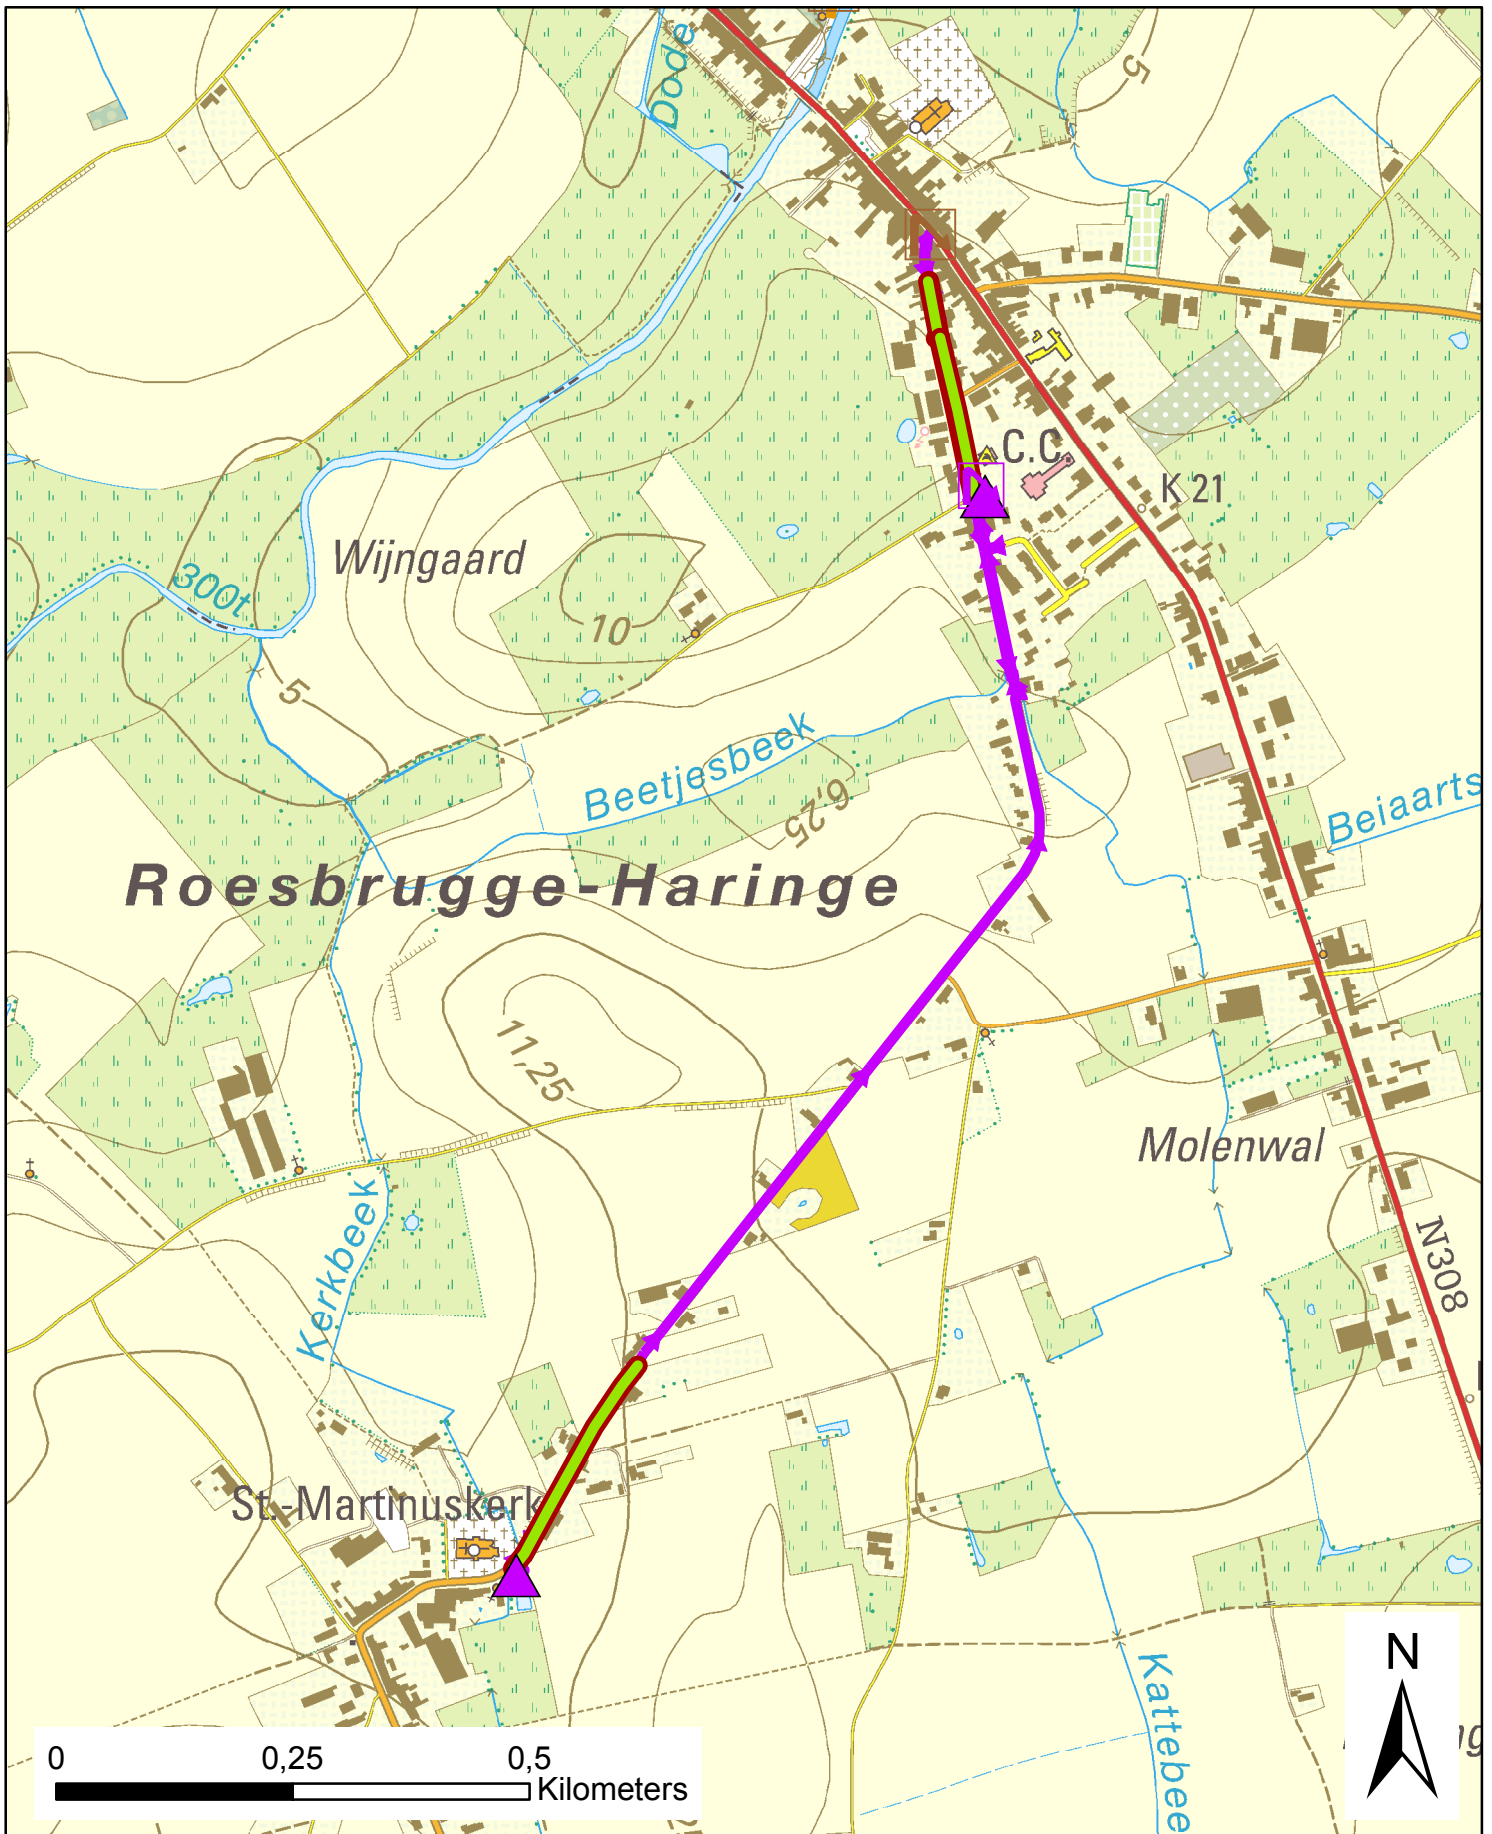 Dode
5
C.C
K 21
Wijngaard
300t
10
5
Beetjesbeek
6,25
Beiaarts
Roesbrugge-Haringe
11,25
Molenwal
Kerkbeek
N308
St.-Martinuskerk
Kattebee
N
0 0,25 0,5
Kilometers